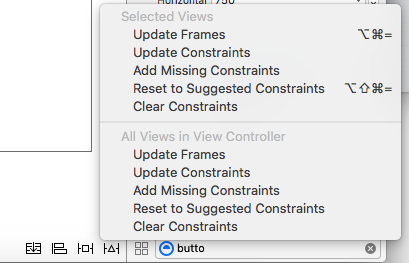 Horizontal 750
Selected Views
Update Frames ⌥⌘=
Update Constraints
Add Missing Constraints
Reset to Suggested Constraints ⌥⇧⌘=
Clear Constraints
All Views in View Controller
Update Frames
Update Constraints
Add Missing Constraints
Reset to Suggested Constraints
Clear Constraints
butto